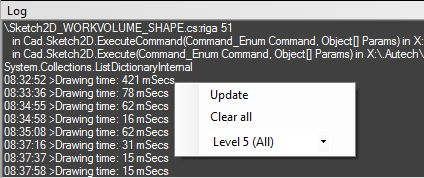 Log
\Sketch2D_WORKVOLUME_SHAPE.cs:riga 51
in Cad.Sketch2D.ExecuteCommand(Command_Enum Command, Object[] Params) in X:
in Cad.Sketch2D.Execute(Command_Enum Command, Object[] Params) in X:\.Autech\
System.Collections.ListDictionaryInternal
08:32:52 >Drawing time: 421 mSecs
08:33:36 >Drawing time: 78 mSecs
08:34:55 >Drawing time: 62 mSecs
08:34:58 >Drawing time: 16 mSecs
08:35:08 >Drawing time: 62 mSecs
08:37:16 >Drawing time: 31 mSecs
08:37:37 >Drawing time: 15 mSecs
08:37:58 >Drawing time: 15 mSecs
Update
Clear all
Level 5 (All)